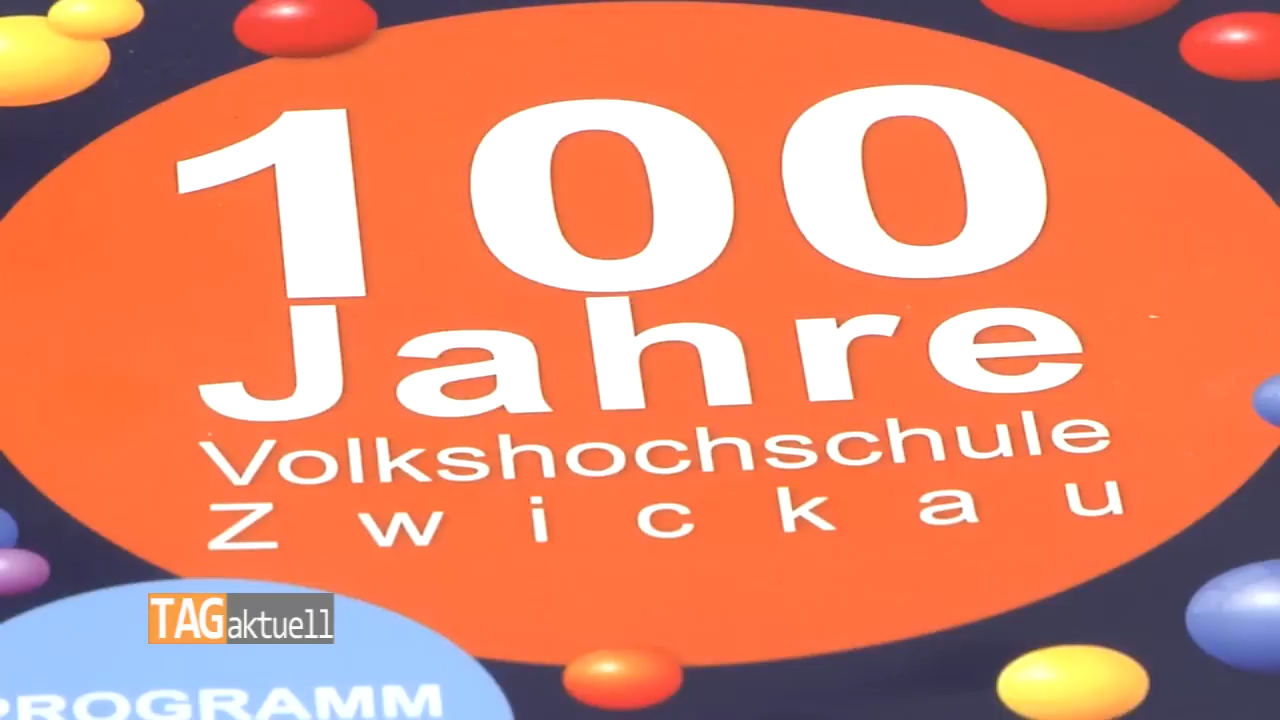 100
Jahre
Volkshochschule
Zwickau
TAGaktuell
PROGRAMM